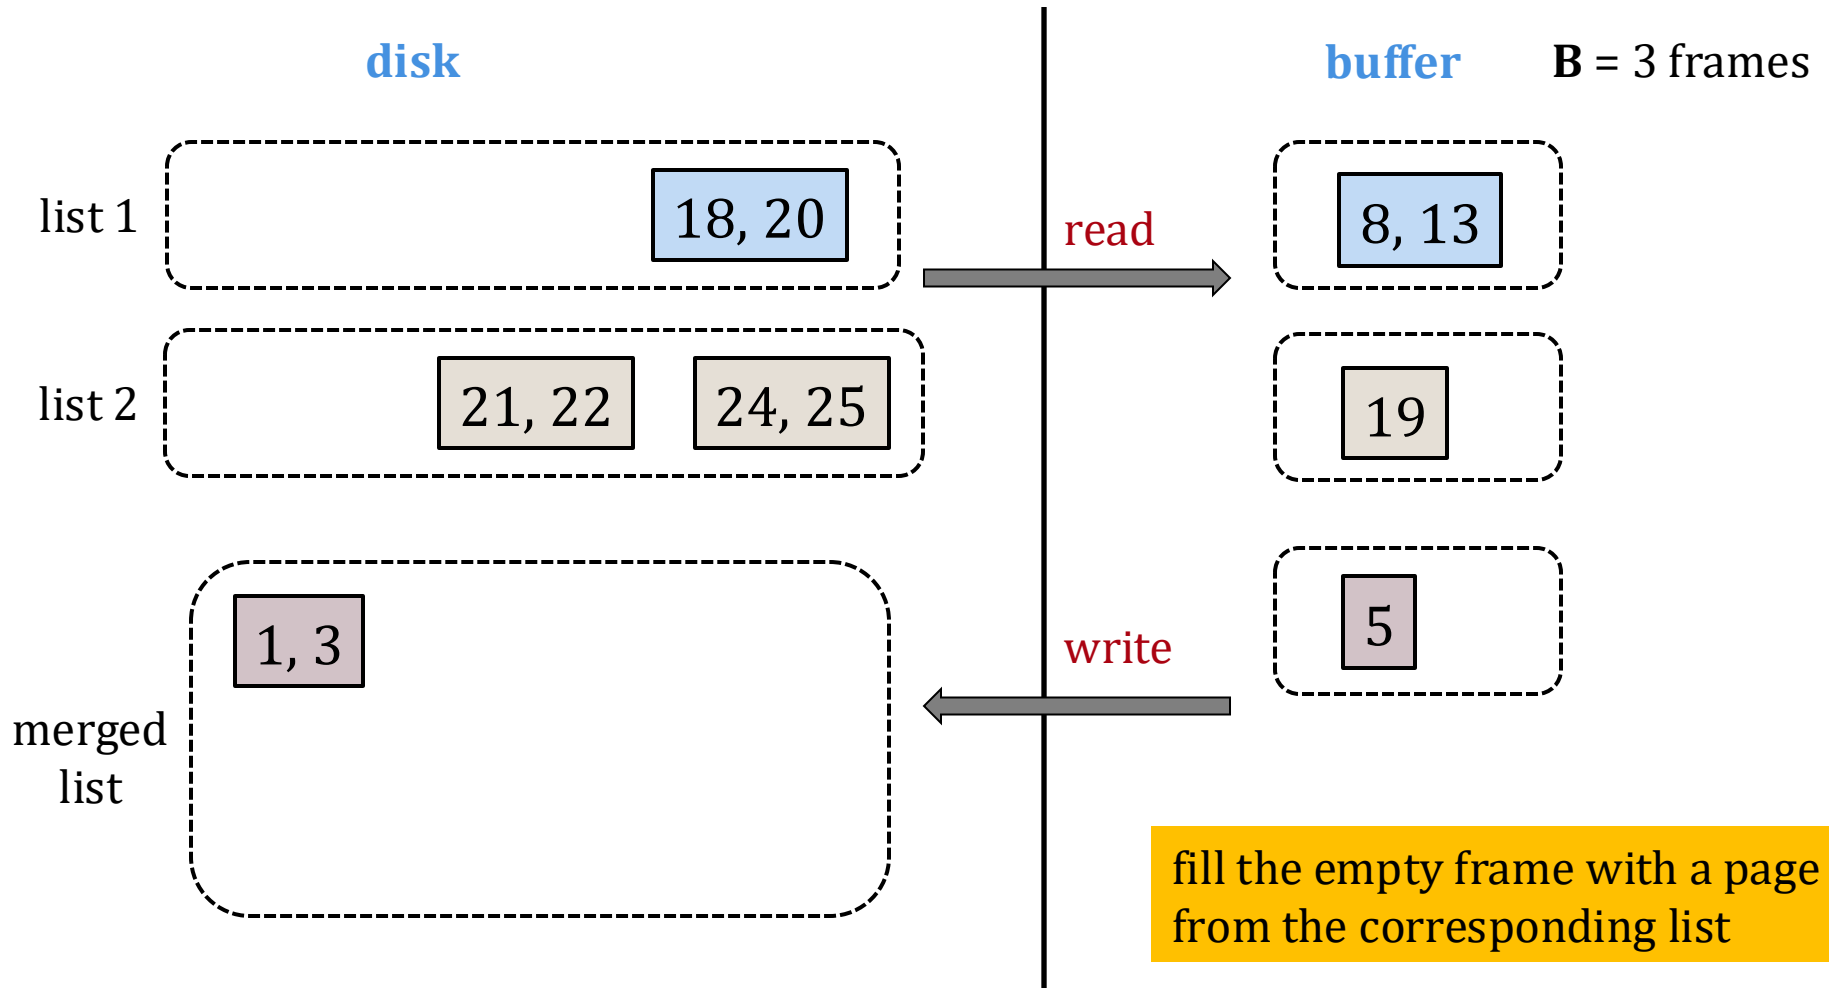 disk
buffer
B = 3 frames
list 1
18, 20
read
8, 13
list 2
21, 22
24, 25
19
merged
list
1, 3
write
5
fill the empty frame with a page
from the corresponding list